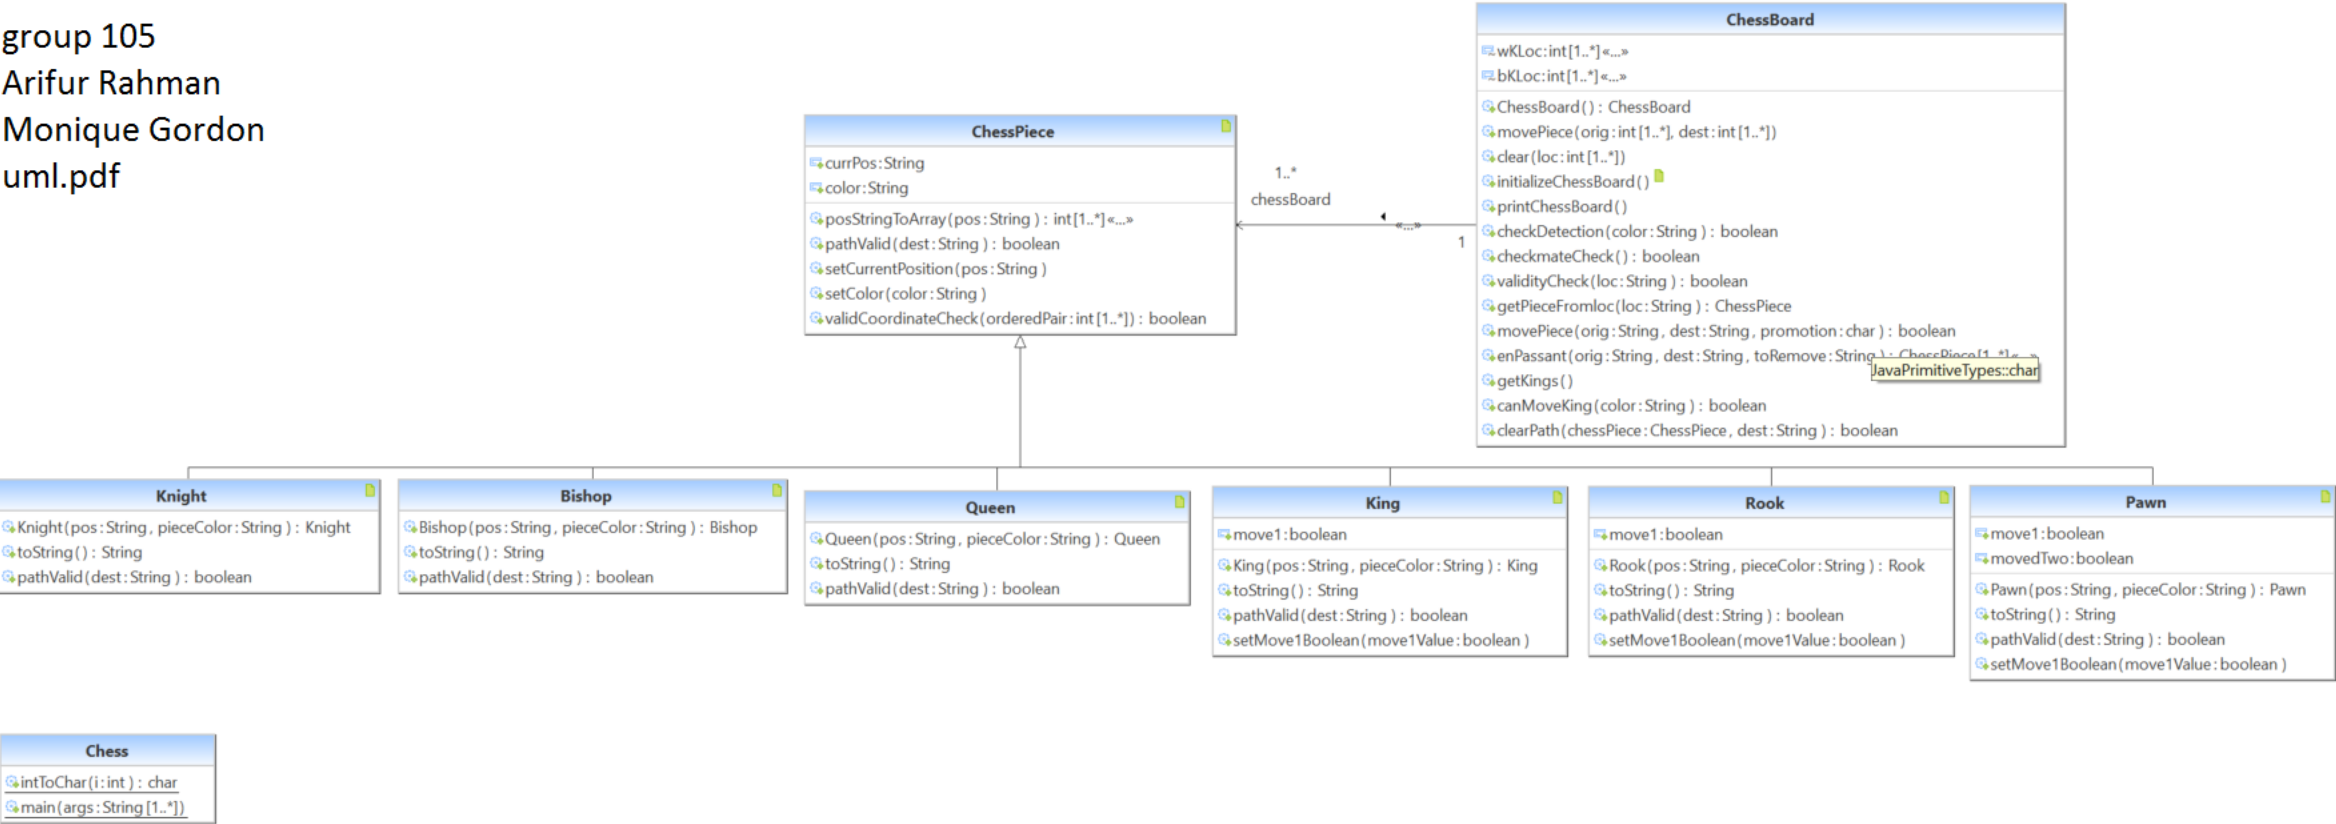 group 105
Arifur Rahman
Monique Gordon
uml.pdf
ChessBoard
wKLoc:int [1..*] «...»
bKLoc:int [1..*] «...»
ChessBoard ( ) : ChessBoard
movePiece (orig : int [1..*], dest : int [1..*])
clear (loc : int [1..*])
initializeChessBoard ( )
printChessBoard ( )
checkDetection (color : String ) : boolean
checkmateCheck ( ) : boolean
validityCheck (loc : String ) : boolean
getPieceFromloc (loc : String ) : ChessPiece
movePiece (orig : String , dest : String , promotion : char ) : boolean
enPassant (orig : String , dest : String , toRemove : String ) : ChessPiece [1..*] «...»
JavaPrimitiveTypes::char
getKings ( )
canMoveKing (color : String ) : boolean
clearPath (chessPiece : ChessPiece , dest : String ) : boolean
ChessPiece
currPos : String
color : String
posStringToArray (pos : String ) : int [1..*] «...»
pathValid (dest : String ) : boolean
setCurrentPosition (pos : String )
setColor (color : String )
validCoordinateCheck (orderedPair : int [1..*]) : boolean
1..*
chessBoard
«...»
1
Knight
Knight (pos : String , pieceColor : String ) : Knight
toString ( ) : String
pathValid (dest : String ) : boolean
Bishop
Bishop (pos : String , pieceColor : String ) : Bishop
toString ( ) : String
pathValid (dest : String ) : boolean
Queen
Queen (pos : String , pieceColor : String ) : Queen
toString ( ) : String
pathValid (dest : String ) : boolean
King
move1 : boolean
King (pos : String , pieceColor : String ) : King
toString ( ) : String
pathValid (dest : String ) : boolean
setMove1Boolean (move1Value : boolean )
Rook
move1 : boolean
Rook (pos : String , pieceColor : String ) : Rook
toString ( ) : String
pathValid (dest : String ) : boolean
setMove1Boolean (move1Value : boolean )
Pawn
move1 : boolean
movedTwo : boolean
Pawn (pos : String , pieceColor : String ) : Pawn
toString ( ) : String
pathValid (dest : String ) : boolean
setMove1Boolean (move1Value : boolean )
Chess
intToChar (i : int ) : char
main (args : String [1..*])